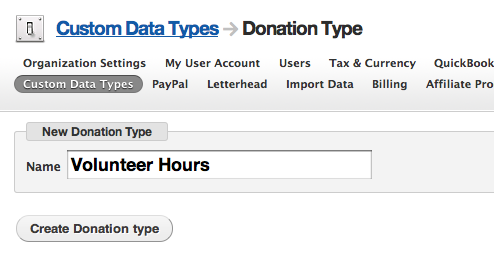 Custom Data Types → Donation Type
Organization Settings My User Account Users Tax & Currency QuickBook
Custom Data Types PayPal Letterhead Import Data Billing Affiliate Pro
New Donation Type
Name Volunteer Hours
Create Donation type